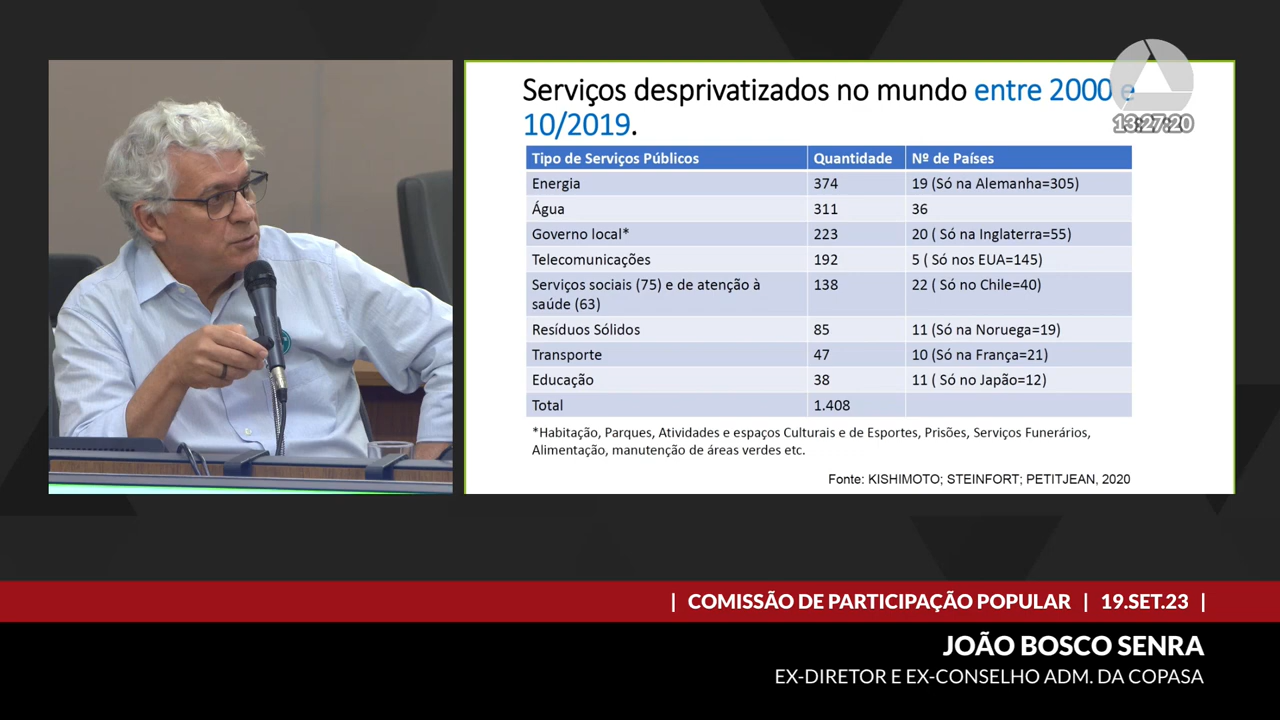 Serviços desprivatizados no mundo entre 2000 e
10/2019.
13:27:20
Tipo de Serviços Públicos Quantidade Nº de Países
Energia 374 19 (Só na Alemanha=305)
Água 311 36
Governo local* 223 20 ( Só na Inglaterra=55)
Telecomunicações 192 5 ( Só nos EUA=145)
Serviços sociais (75) e de atenção à 138 22 ( Só no Chile=40)
saúde (63)
Resíduos Sólidos 85 11 (Só na Noruega=19)
Transporte 47 10 (Só na França=21)
Educação 38 11 ( Só no Japão=12)
Total 1.408
*Habitação, Parques, Atividades e espaços Culturais e de Esportes, Prisões, Serviços Funerários,
Alimentação, manutenção de áreas verdes etc.
Fonte: KISHIMOTO; STEINFORT; PETITJEAN, 2020
| COMISSÃO DE PARTICIPAÇÃO POPULAR | 19.SET.23 |
JOÃO BOSCO SENRA
EX-DIRETOR E EX-CONSELHO ADM. DA COPASA